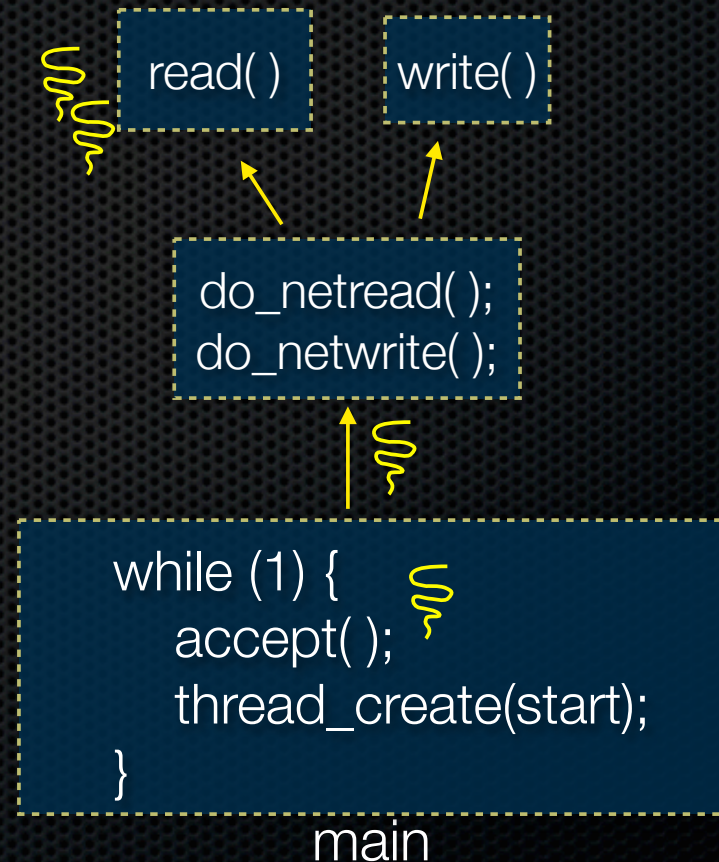 read( )
write( )
do_netread( );
do_netwrite( );
while (1) {
accept( );
thread_create(start);
}
main